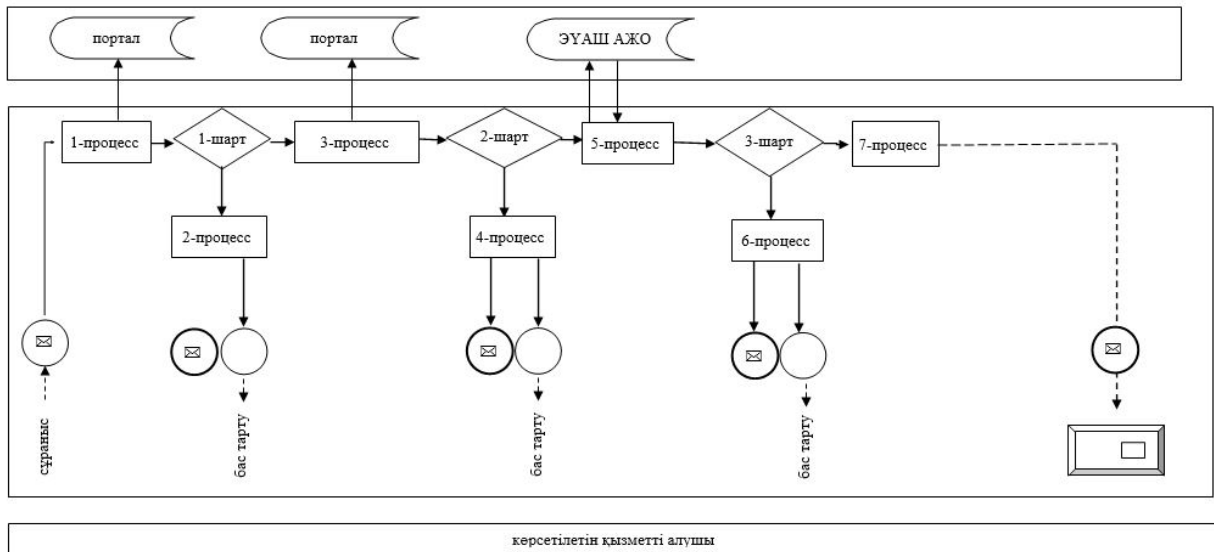 портал
портал
ЭҮАШ АЖО
1-процесс
1-шарт
3-процесс
2-шарт
5-процесс
3-шарт
7-процесс
2-процесс
4-процесс
6-процесс
сұраныс
бас тарту
бас тарту
бас тарту
көрсетілетін қызметті алушы